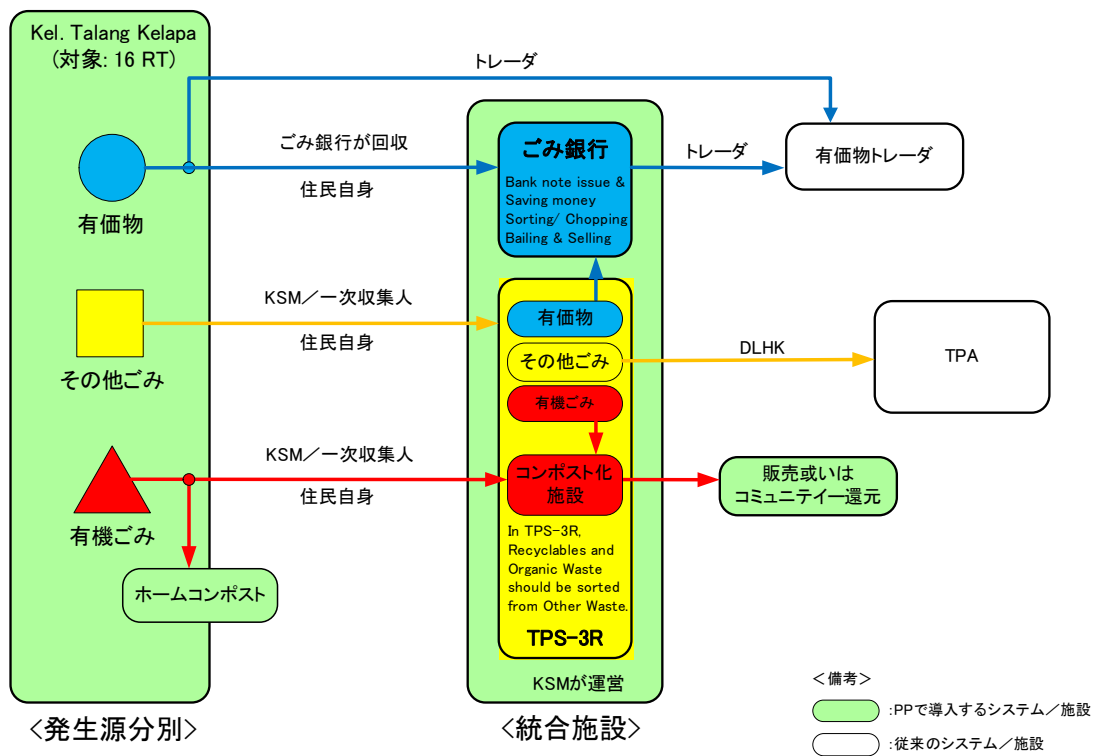 Kel. Talang Kelapa
(対象: 16 RT)
有価物
その他ごみ
有機ごみ
ホームコンポスト
<発生源分別>
トレーダ
ごみ銀行が回収
住民自身
KSM／一次収集人
住民自身
KSM／一次収集人
住民自身
ごみ銀行
Bank note issue &
Saving money
Sorting/ Chopping
Bailing & Selling
有価物
その他ごみ
有機ごみ
コンポスト化
施設
In TPS-3R,
Recyclables and
Organic Waste
should be sorted
from Other Waste.
TPS-3R
KSMが運営
<統合施設>
トレーダ
有価物トレーダ
DLHK
TPA
販売或いは
コミュニテイー還元
＜備考＞
:PPで導入するシステム／施設
:従来のシステム／施設